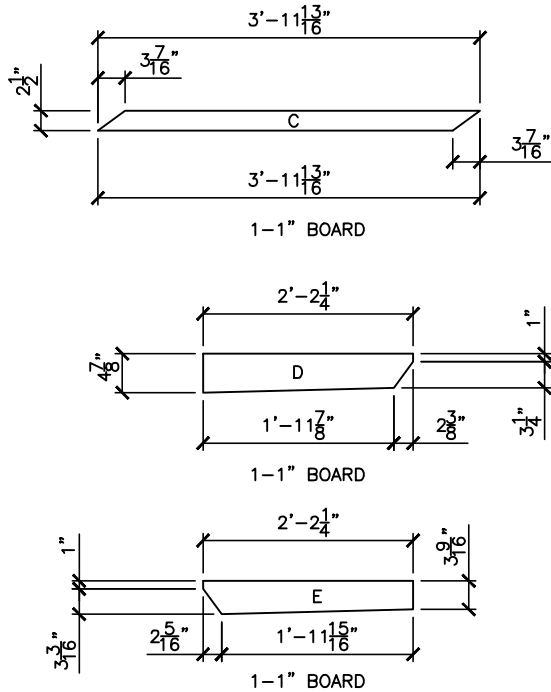 3'-11 13/16"
2 1/2"
3 7/16"
C
3 7/16"
3'-11 13/16"
1-1" BOARD
2'-2 1/4"
1"
4 7/8"
D
3 1/4"
1'-11 7/8"
2 3/8"
1-1" BOARD
2'-2 1/4"
1"
3 9/16"
E
3 3/16"
2 5/16"
1'-11 15/16"
1-1" BOARD